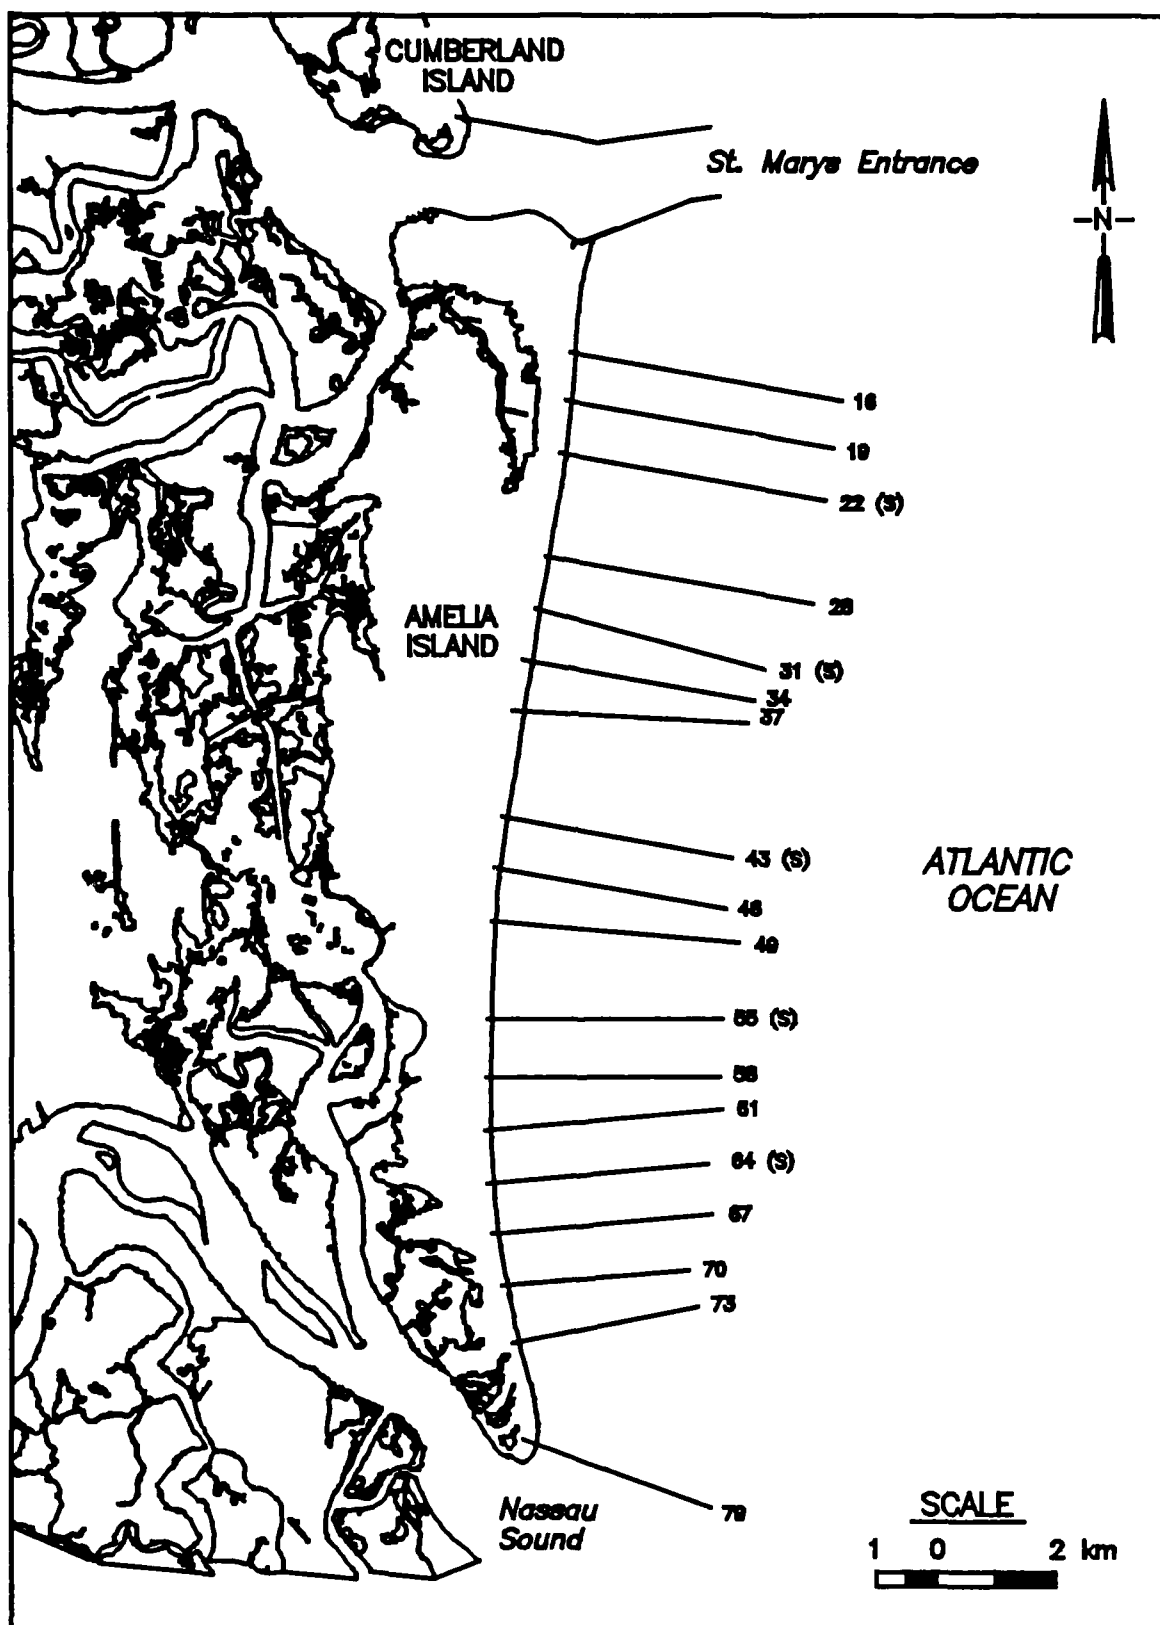 CUMBERLAND
ISLAND
St. Marys Entrance
N
16
19
22 (S)
28
31 (S)
34
37
AMELIA
ISLAND
43 (S)
46
49
ATLANTIC
OCEAN
55 (S)
58
61
64 (S)
67
70
73
79
Nassau
Sound
SCALE
1 0 2 km